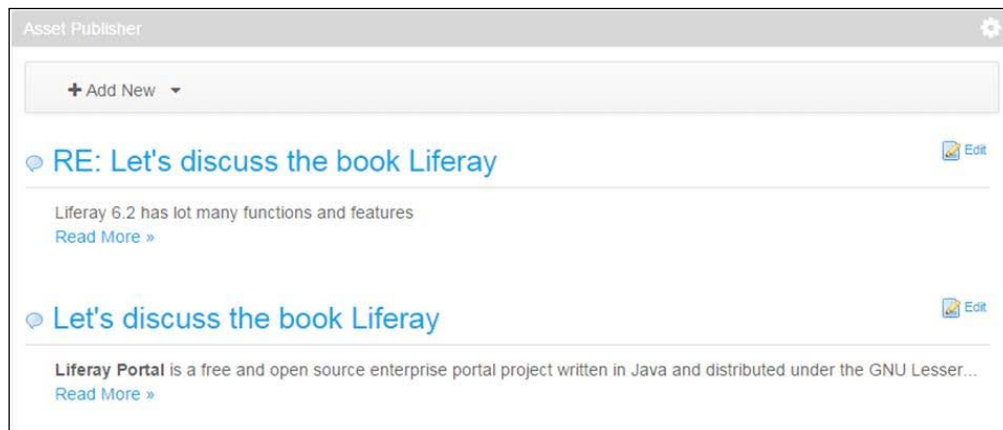 Asset Publisher
Add New
RE: Let's discuss the book Liferay
Edit
Liferay 6.2 has lot many functions and features
Read More »
Let's discuss the book Liferay
Edit
Liferay Portal is a free and open source enterprise portal project written in Java and distributed under the GNU Lesser...
Read More »